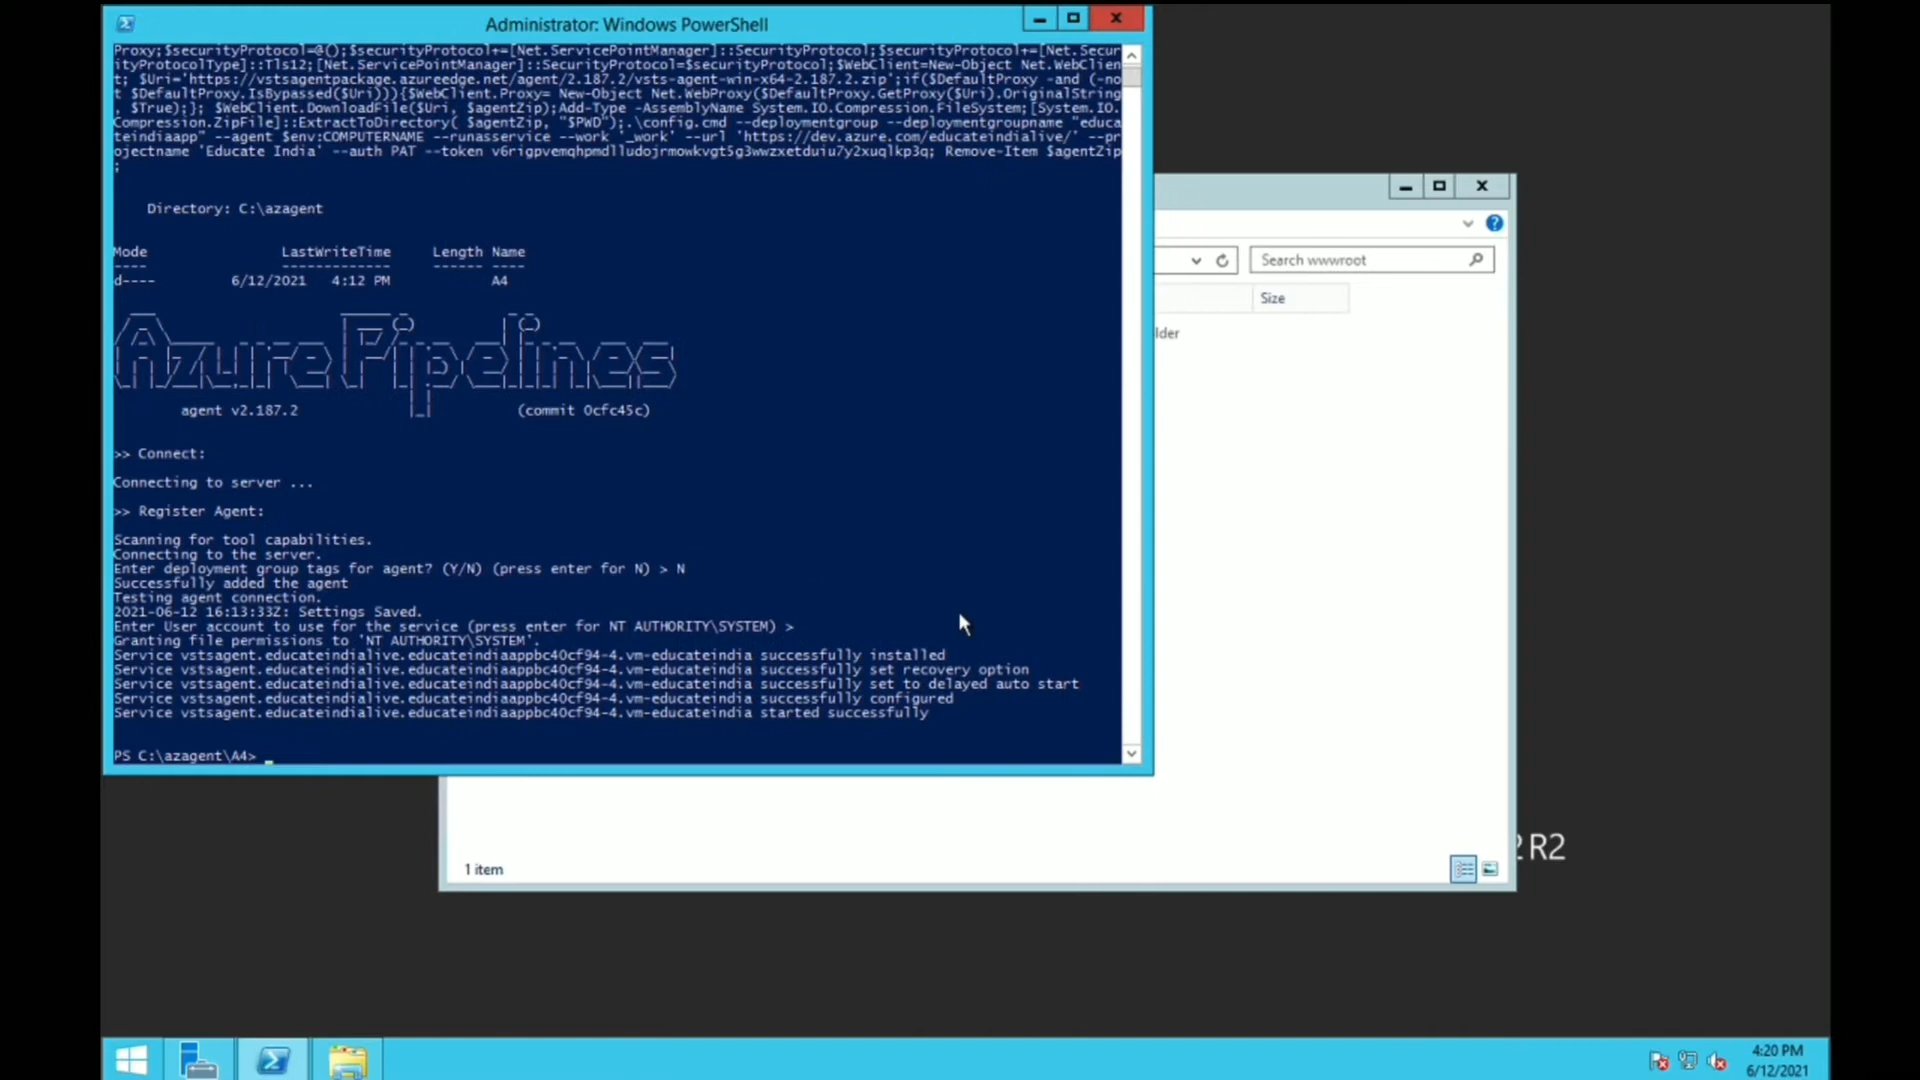 Administrator: Windows PowerShell
Proxy;$securityProtocol=@();$securityProtocol+=[Net.ServicePointManager]::SecurityProtocol;$securityProtocol+=[Net.Secur
ityProtocolType]::Tls12;[Net.ServicePointManager]::SecurityProtocol=$securityProtocol;$WebClient=New-Object Net.WebClien
t; $Uri='https://vstsagentpackage.azureedge.net/agent/2.187.2/vsts-agent-win-x64-2.187.2.zip';if($DefaultProxy -and (-no
t $DefaultProxy.IsBypassed($Uri))){$WebClient.Proxy= New-Object Net.WebProxy($DefaultProxy.GetProxy($Uri).OriginalString
, $True);}; $WebClient.DownloadFile($Uri, $agentZip);Add-Type -AssemblyName System.IO.Compression.FileSystem;[System.IO.
Compression.ZipFile]::ExtractToDirectory( $agentZip, "$PWD");.\config.cmd --deploymentgroup --deploymentgroupname "educa
teindiaapp" --agent $env:COMPUTERNAME --runasservice --work '_work' --url 'https://dev.azure.com/educateindialive/' --pr
ojectname 'Educate India' --auth PAT --token v6rigpvemqhpmdlludojrmowkvgt5g3wwzxetduiu7y2xuqlkp3q; Remove-Item $agentZip
;
Directory: C:\azagent
Mode LastWriteTime Length Name
---- ------------- ------ ----
d---- 6/12/2021 4:12 PM A4
Azure Pipelines
agent v2.187.2 (commit 0cfc45c)
>> Connect:
Connecting to server ...
>> Register Agent:
Scanning for tool capabilities.
Connecting to the server.
Enter deployment group tags for agent? (Y/N) (press enter for N) > N
Successfully added the agent
Testing agent connection.
2021-06-12 16:13:33Z: Settings Saved.
Enter User account to use for the service (press enter for NT AUTHORITY\SYSTEM) >
Granting file permissions to 'NT AUTHORITY\SYSTEM'.
Service vstsagent.educateindialive.educateindiaappbc40cf94-4.vm-educateindia successfully installed
Service vstsagent.educateindialive.educateindiaappbc40cf94-4.vm-educateindia successfully set recovery option
Service vstsagent.educateindialive.educateindiaappbc40cf94-4.vm-educateindia successfully set to delayed auto start
Service vstsagent.educateindialive.educateindiaappbc40cf94-4.vm-educateindia successfully configured
Service vstsagent.educateindialive.educateindiaappbc40cf94-4.vm-educateindia started successfully
PS C:\azagent\A4>
Search wwwroot
Size
lder
1 item
2 R2
4:20 PM
6/12/2021